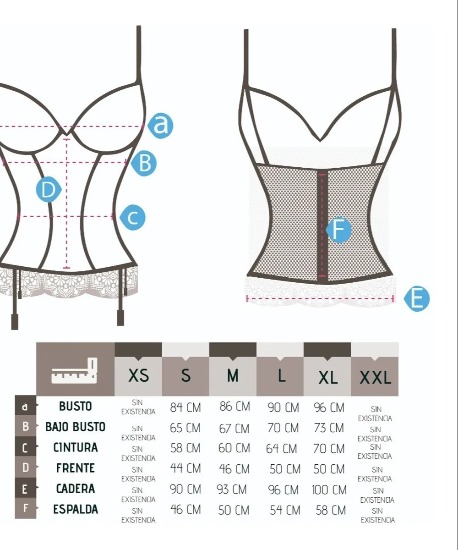 a
B
D
C
F
E
XS S M L XL XXL
a BUSTO SIN EXISTENCIA 84 CM 86 CM 90 CM 96 CM SIN EXISTENCIA
B BAJO BUSTO SIN EXISTENCIA 65 CM 67 CM 70 CM 73 CM SIN EXISTENCIA
C CINTURA SIN EXISTENCIA 58 CM 60 CM 64 CM 70 CM SIN EXISTENCIA
D FRENTE SIN EXISTENCIA 44 CM 46 CM 50 CM 50 CM SIN EXISTENCIA
E CADERA SIN EXISTENCIA 90 CM 93 CM 96 CM 100 CM SIN EXISTENCIA
F ESPALDA SIN EXISTENCIA 46 CM 50 CM 54 CM 58 CM SIN EXISTENCIA